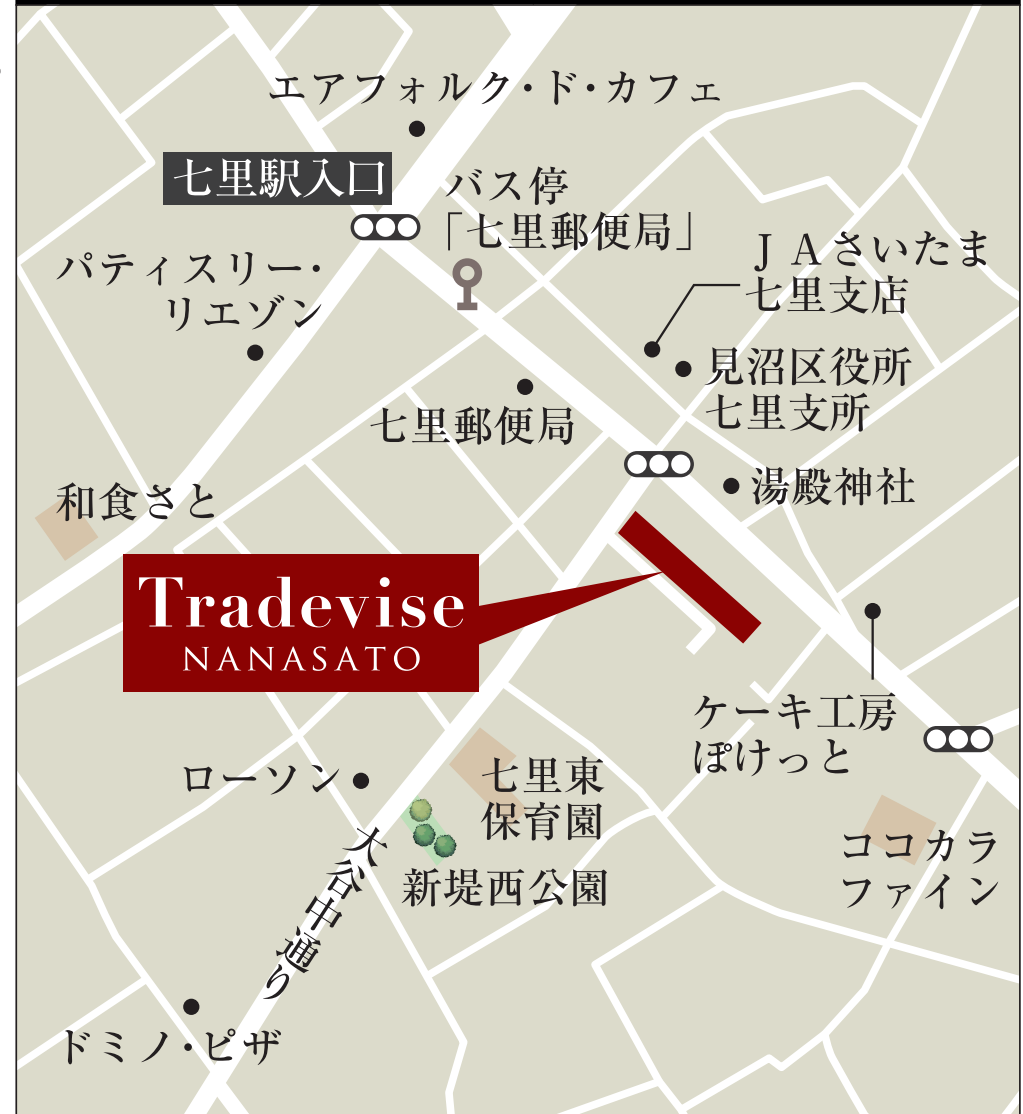 エアフォルク・ド・カフェ
七里駅入口
バス停
「七里郵便局」
ＪＡさいたま
七里支店
パティスリー・
リエゾン
見沼区役所
七里支所
七里郵便局
湯殿神社
和食さと
Tradevise
NANASATO
ケーキ工房
ぽけっと
ローソン
七里東
保育園
大谷中通り
新堤西公園
ココカラ
ファイン
ドミノ・ピザ